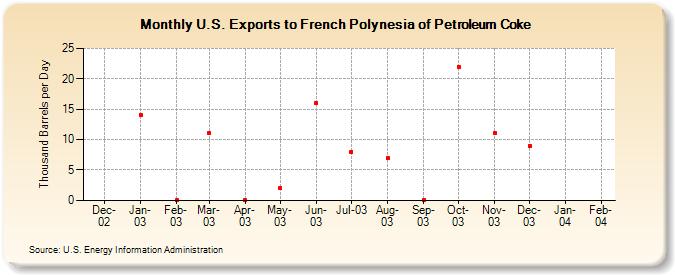 Monthly U.S. Exports to French Polynesia of Petroleum Coke
Thousand Barrels per Day
25
20
15
10
5
0
Dec-02
Jan-03
Feb-03
Mar-03
Apr-03
May-03
Jun-03
Jul-03
Aug-03
Sep-03
Oct-03
Nov-03
Dec-03
Jan-04
Feb-04
Source: U.S. Energy Information Administration